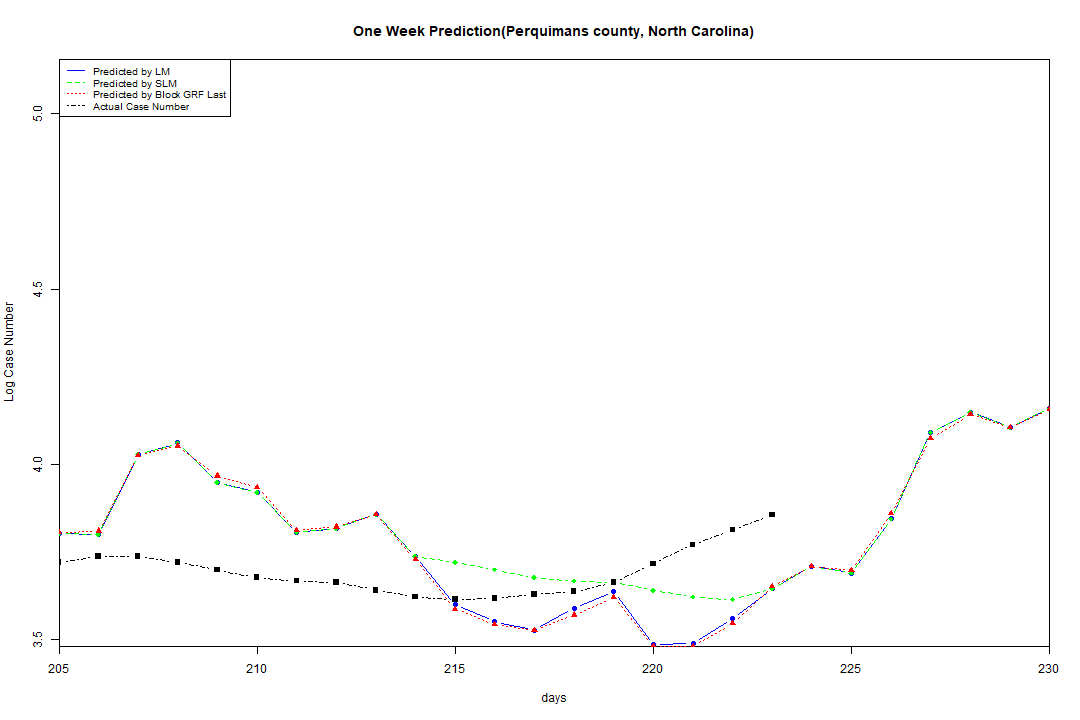 One Week Prediction(Perquimans county, North Carolina)
Predicted by LM
Predicted by SLM
Predicted by Block GRF Last
Actual Case Number
5.0
4.5
4.0
3.5
Log Case Number
205 210 215 220 225 230
days